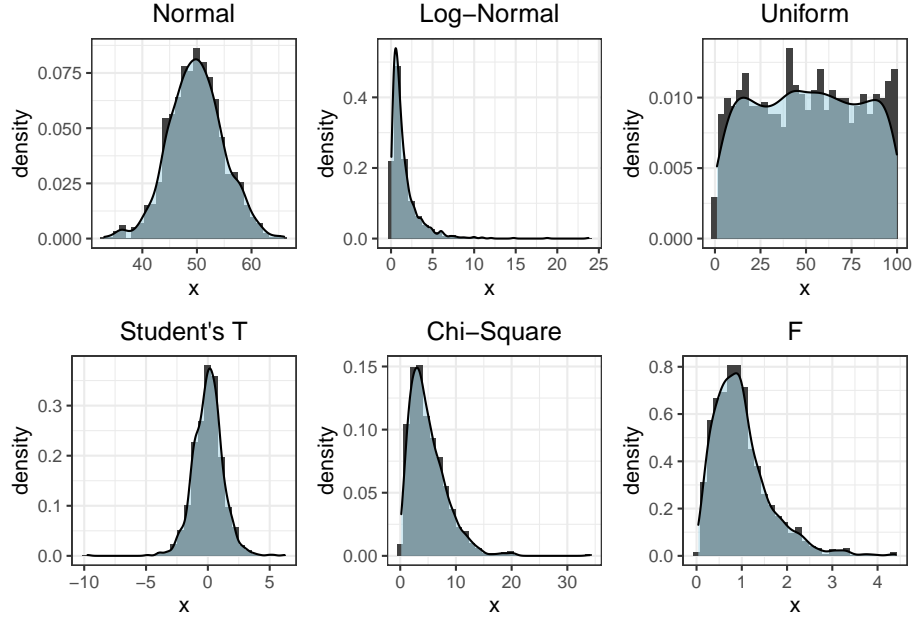 Normal
Log−Normal
Uniform
density
0.075
0.050
0.025
0.000
40 60
50
x
density
0.4
0.2
0.0
0 5 10 15 20 25
x
density
0.010
0.005
0.000
0 25 50 75 100
x
Student's T
Chi−Square
F
density
0.3
0.2
0.1
0.0
−10 −5 0 5
x
density
0.15
0.10
0.05
0.00
0 10 20 30
x
density
0.8
0.6
0.4
0.2
0.0
0 1 2 3 4
x